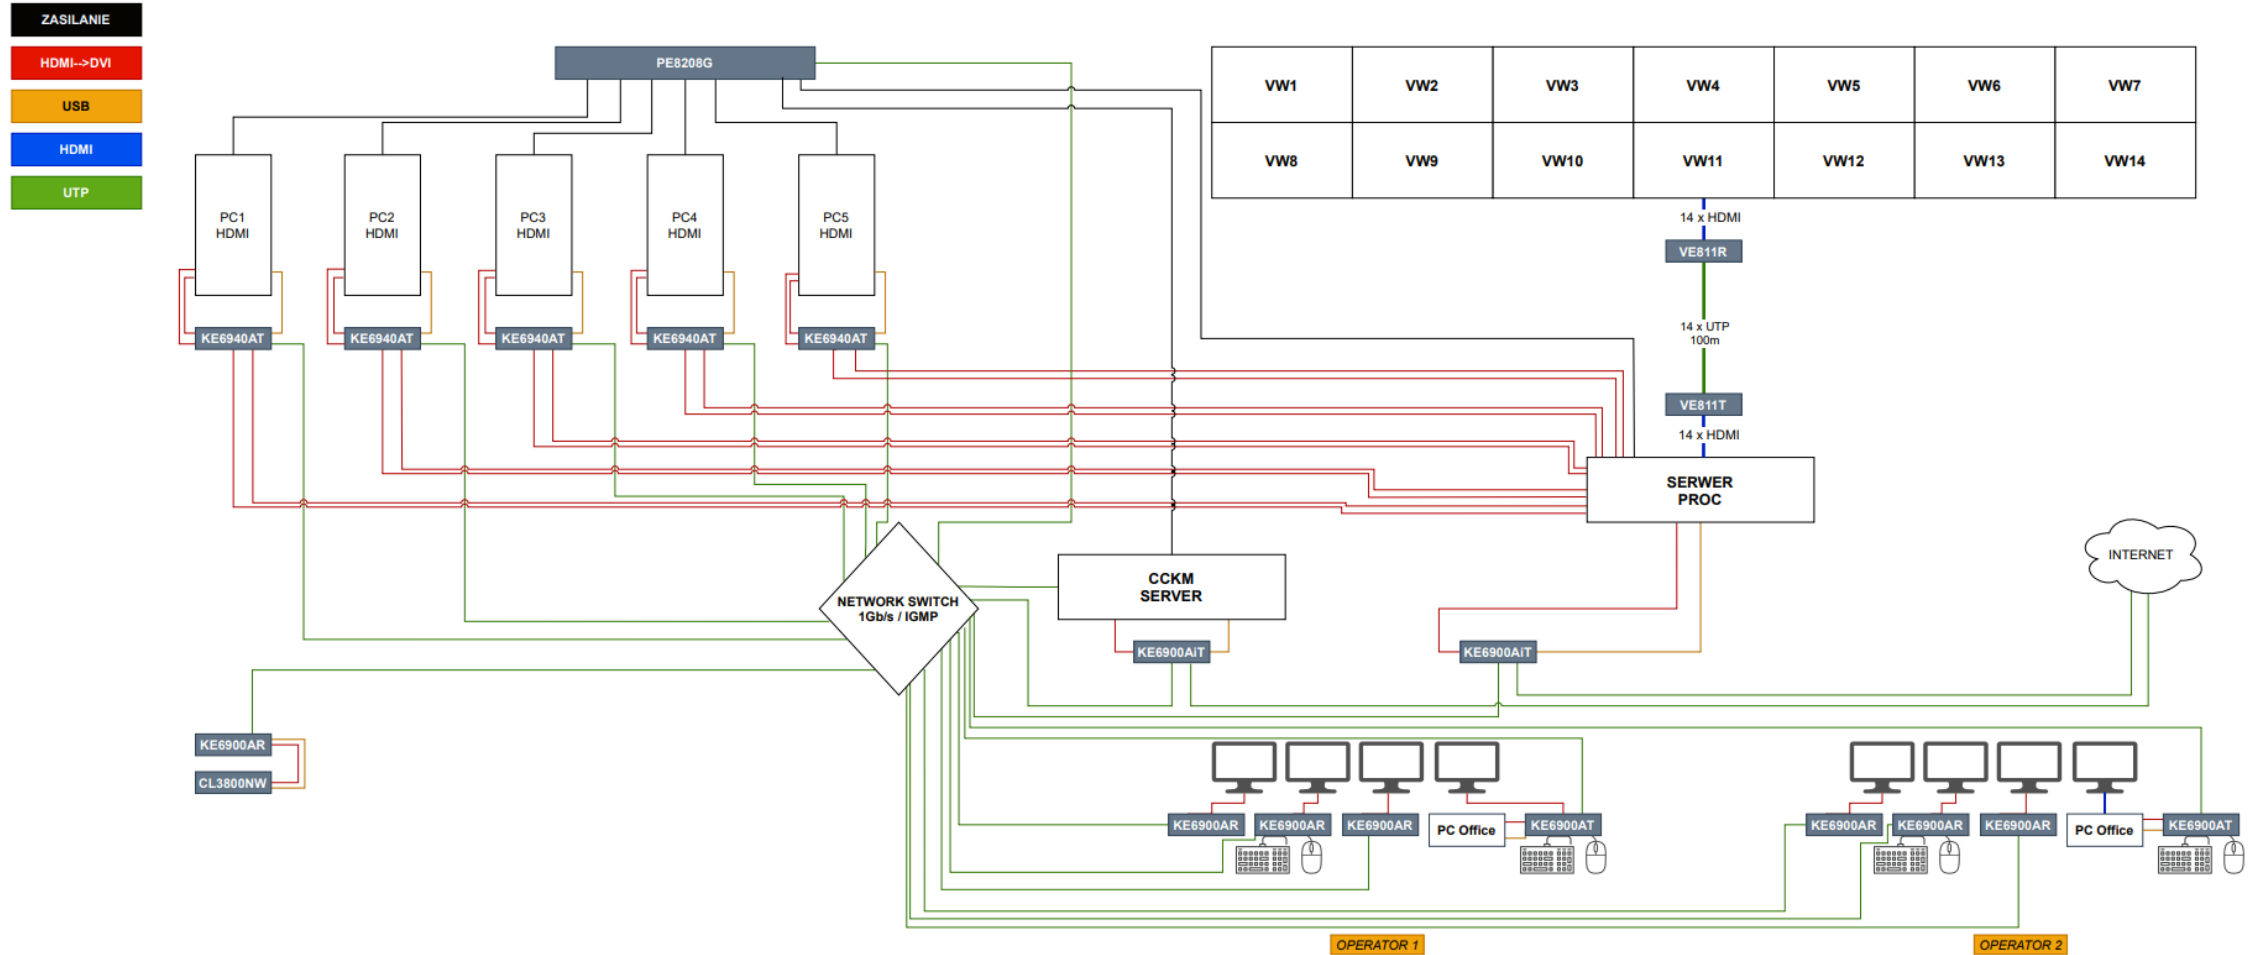 ZASILANIE
HDMI-->DVI
USB
HDMI
UTP
PE8208G
VW1 VW2 VW3 VW4 VW5 VW6 VW7
VW8 VW9 VW10 VW11 VW12 VW13 VW14
PC1
HDMI
PC2
HDMI
PC3
HDMI
PC4
HDMI
PC5
HDMI
14 x HDMI
VE811R
14 x UTP
100m
VE811T
14 x HDMI
KE6940AT KE6940AT KE6940AT KE6940AT KE6940AT
SERWER
PROC
INTERNET
NETWORK SWITCH
1Gb/s / IGMP
CCKM
SERVER
KE6900AiT
KE6900AiT
KE6900AR
CL3800NW
KE6900AR KE6900AR KE6900AR PC Office KE6900AT
KE6900AR KE6900AR KE6900AR PC Office KE6900AT
OPERATOR 1
OPERATOR 2